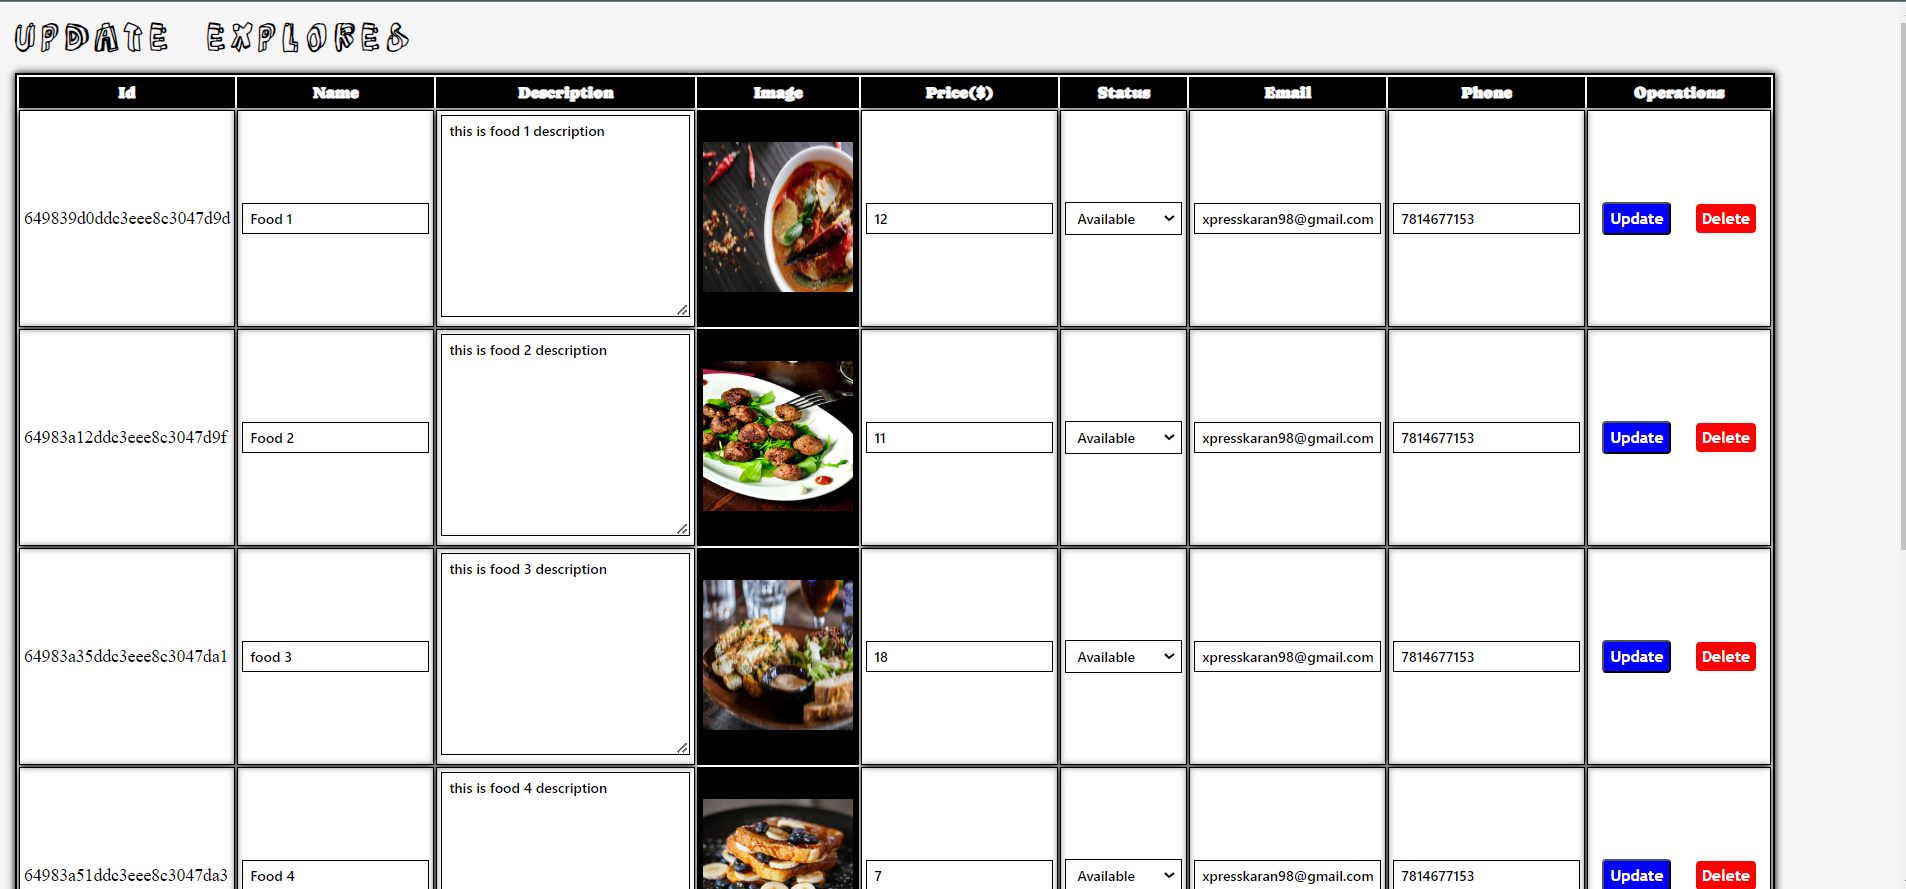 UPDATE EXPLORES
Id Name Description Image Price($) Status Email Phone Operations
this is food 1 description
649839d0ddc3eee8c3047d9d Food 1 12 Available xpresskaran98@gmail.com 7814677153 Update Delete
this is food 2 description
64983a12ddc3eee8c3047d9f Food 2 11 Available xpresskaran98@gmail.com 7814677153 Update Delete
this is food 3 description
64983a35ddc3eee8c3047da1 food 3 18 Available xpresskaran98@gmail.com 7814677153 Update Delete
this is food 4 description
64983a51ddc3eee8c3047da3 Food 4 7 Available xpresskaran98@gmail.com 7814677153 Update Delete